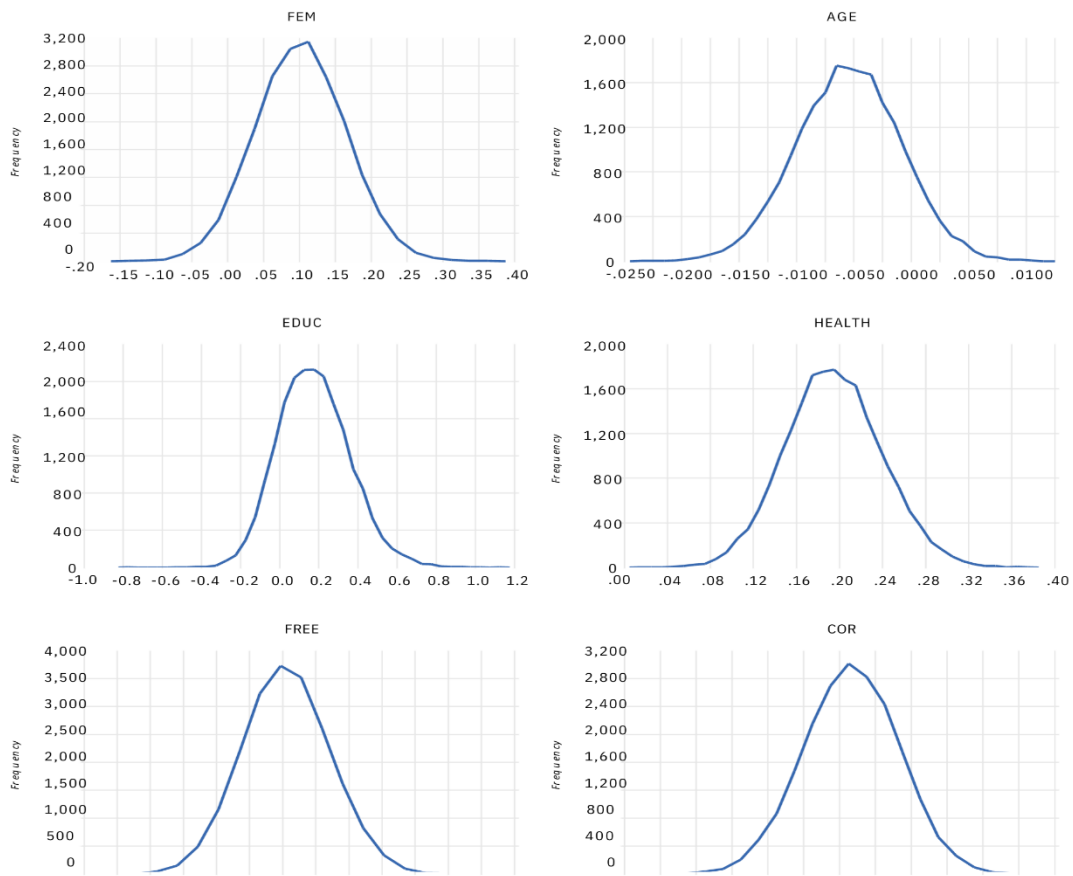 FEM
Frequency
3,200
2,800
2,400
2,000
1,600
1,200
800
400
0
-.20 -.15 -.10 -.05 .00 .05 .10 .15 .20 .25 .30 .35 .40
AGE
Frequency
2,000
1,600
1,200
800
400
0
-.0250 -.0200 -.0150 -.0100 -.0050 .0000 .0050 .0100
EDUC
Frequency
2,400
2,000
1,600
1,200
800
400
0
-1.0 -0.8 -0.6 -0.4 -0.2 0.0 0.2 0.4 0.6 0.8 1.0 1.2
HEALTH
Frequency
2,000
1,600
1,200
800
400
0
.00 .04 .08 .12 .16 .20 .24 .28 .32 .36 .40
FREE
Frequency
4,000
3,500
3,000
2,500
2,000
1,500
1,000
500
0
COR
Frequency
3,200
2,800
2,400
2,000
1,600
1,200
800
400
0